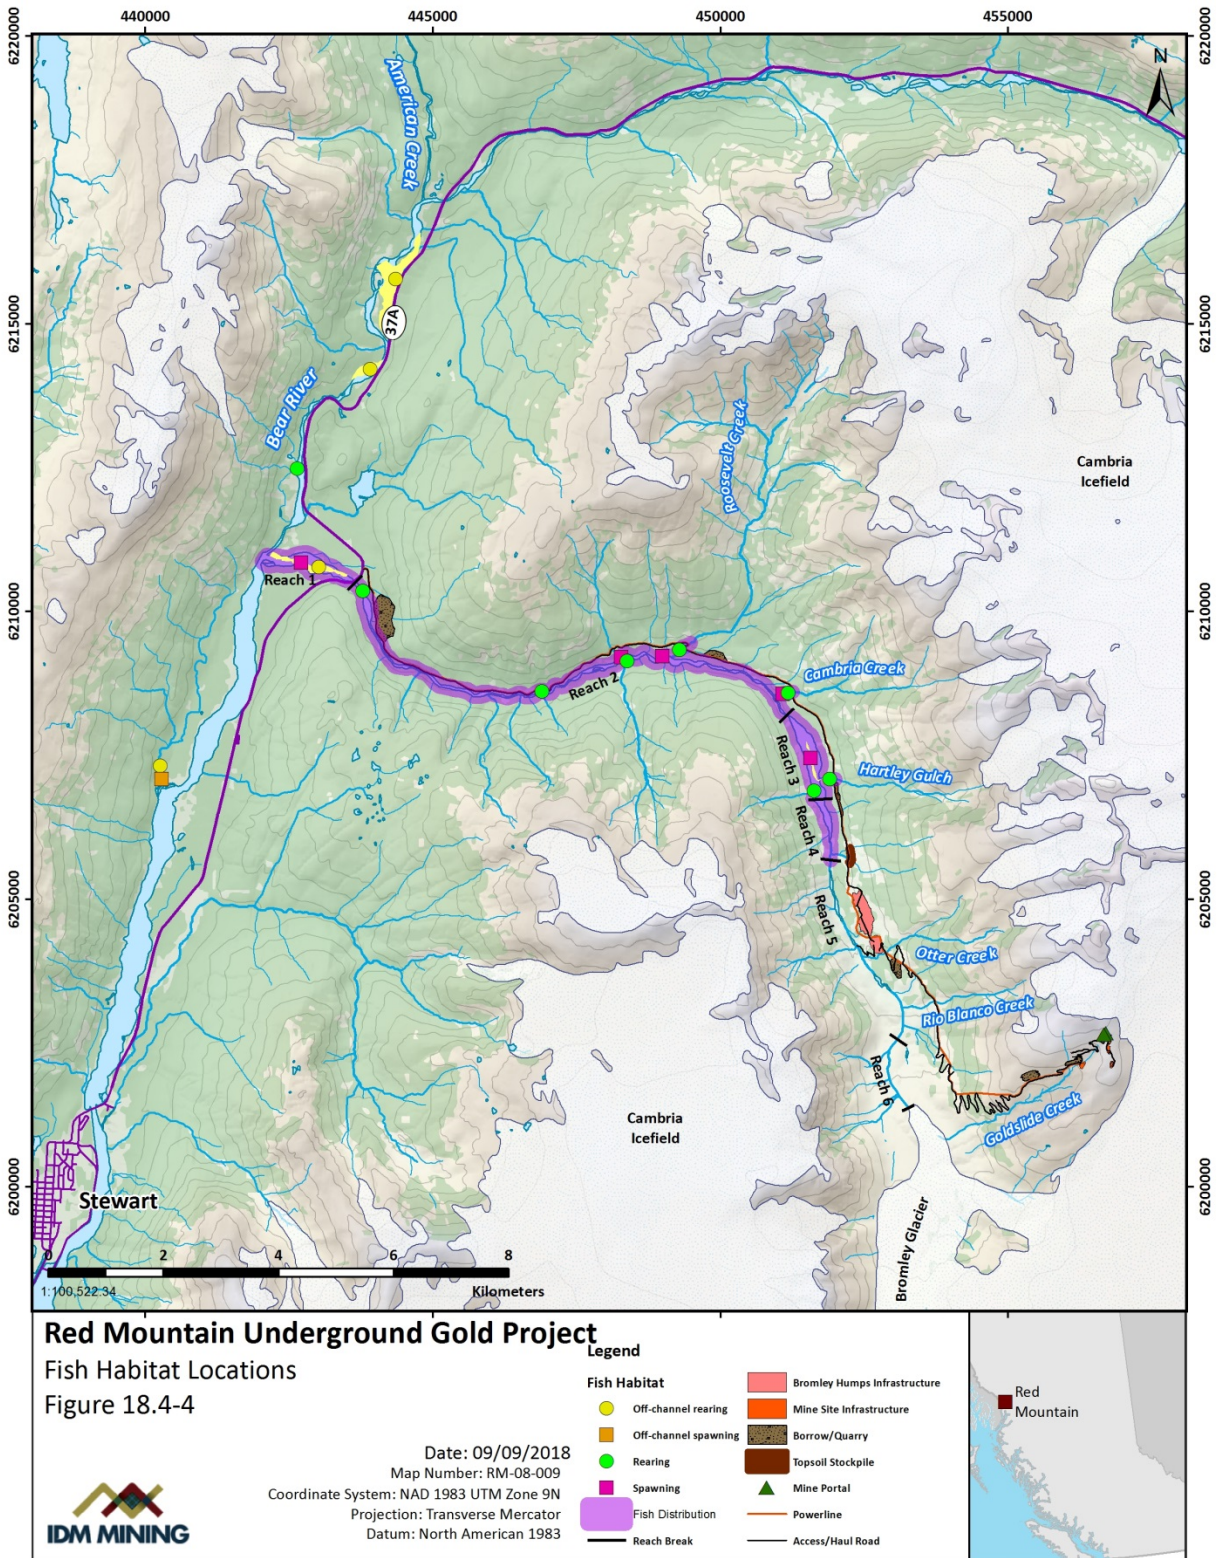 440000
445000
450000
455000
6220000
6220000
N
American Creek
37A
6215000
6215000
Bear River
Roosevelt Creek
Cambria
Icefield
Reach 1
6210000
6210000
Reach 2
Cambria Creek
Reach 3
Hartley Gulch
Reach 4
6205000
6205000
Reach 5
Otter Creek
Rio Blanco Creek
Reach 6
Goldslide Creek
Cambria
Icefield
6200000
6200000
Stewart
Bromley Glacier
0 2 4 6 8
1:100,522.34
Kilometers
Red Mountain Underground Gold Project
Fish Habitat Locations
Figure 18.4-4
Date: 09/09/2018
Map Number: RM-08-009
Coordinate System: NAD 1983 UTM Zone 9N
Projection: Transverse Mercator
Datum: North American 1983
IDM MINING
Legend
Fish Habitat
Off-channel rearing
Off-channel spawning
Rearing
Spawning
Fish Distribution
Reach Break
Bromley Humps Infrastructure
Mine Site Infrastructure
Borrow/Quarry
Topsoil Stockpile
Mine Portal
Powerline
Access/Haul Road
Red
Mountain